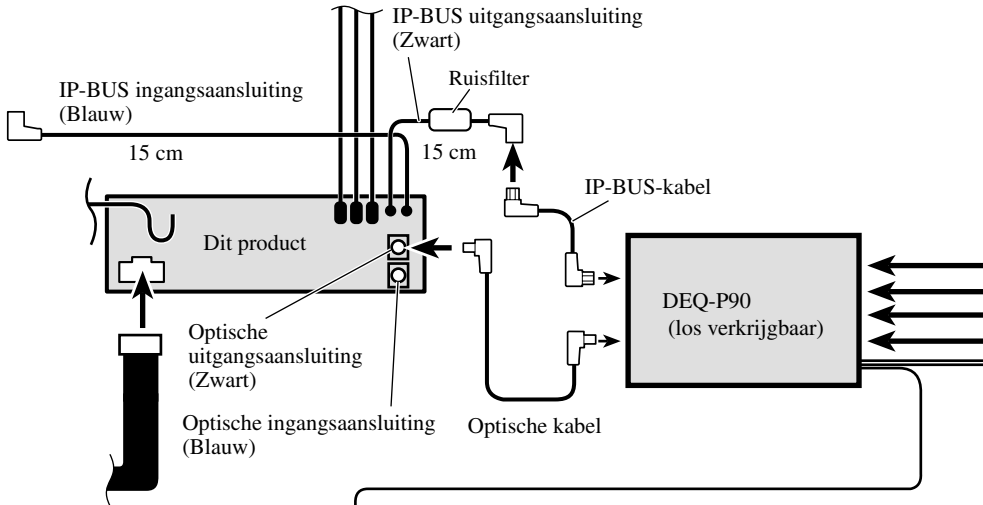 IP-BUS uitgangsaansluiting
(Zwart)
Ruisfilter
IP-BUS ingangsaansluiting
(Blauw)
15 cm
15 cm
IP-BUS-kabel
Dit product
DEQ-P90
(los verkrijgbaar)
Optische
uitgangsaansluiting
(Zwart)
Optische ingangsaansluiting
(Blauw)
Optische kabel